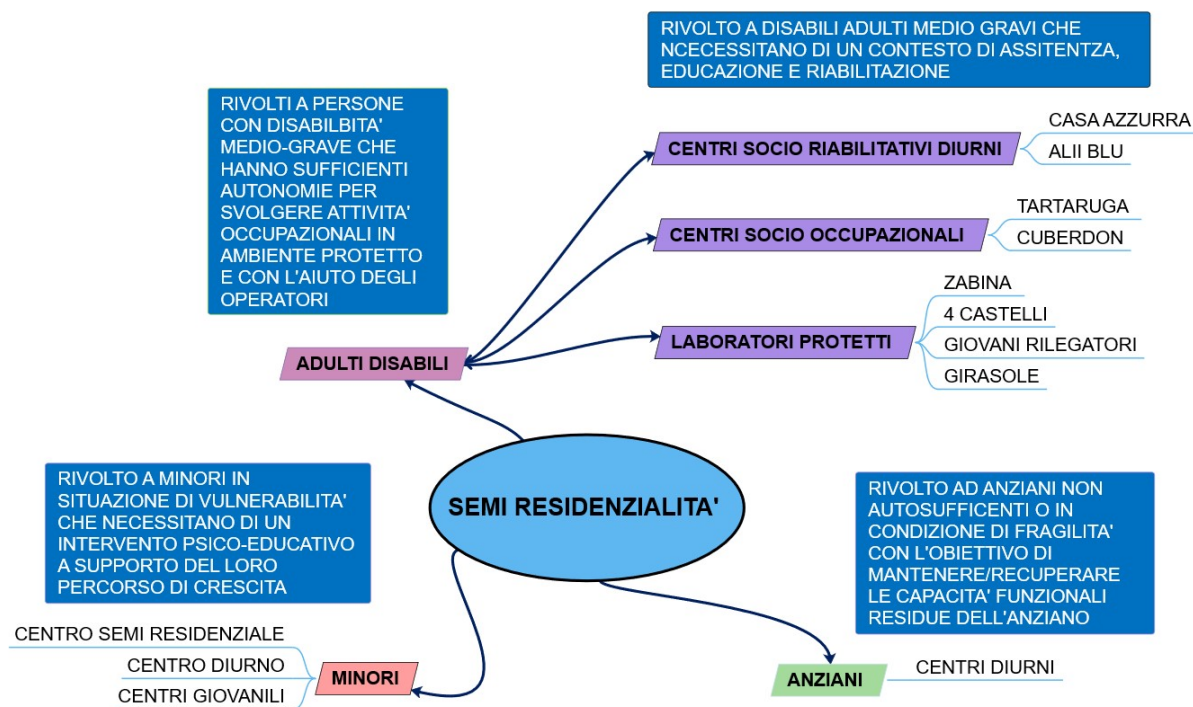 RIVOLTO A DISABILI ADULTI MEDIO GRAVI CHE
NCECESSITANO DI UN CONTESTO DI ASSITENTZA,
EDUCAZIONE E RIABILITAZIONE
RIVOLTI A PERSONE
CON DISABILBITA'
MEDIO-GRAVE CHE
HANNO SUFFICIENTI
AUTONOMIE PER
SVOLGERE ATTIVITA'
OCCUPAZIONALI IN
AMBIENTE PROTETTO
E CON L'AIUTO DEGLI
OPERATORI
CENTRI SOCIO RIABILITATIVI DIURNI
CASA AZZURRA
ALII BLU
CENTRI SOCIO OCCUPAZIONALI
TARTARUGA
CUBERDON
LABORATORI PROTETTI
ZABINA
4 CASTELLI
GIOVANI RILEGATORI
GIRASOLE
ADULTI DISABILI
SEMI RESIDENZIALITA'
RIVOLTO A MINORI IN
SITUAZIONE DI VULNERABILITA'
CHE NECESSITANO DI UN
INTERVENTO PSICO-EDUCATIVO
A SUPPORTO DEL LORO
PERCORSO DI CRESCITA
RIVOLTO AD ANZIANI NON
AUTOSUFFICENTI O IN
CONDIZIONE DI FRAGILITA'
CON L'OBIETTIVO DI
MANTENERE/RECUPERARE
LE CAPACITA' FUNZIONALI
RESIDUE DELL'ANZIANO
CENTRO SEMI RESIDENZIALE
CENTRO DIURNO
CENTRI GIOVANILI
MINORI
ANZIANI
CENTRI DIURNI